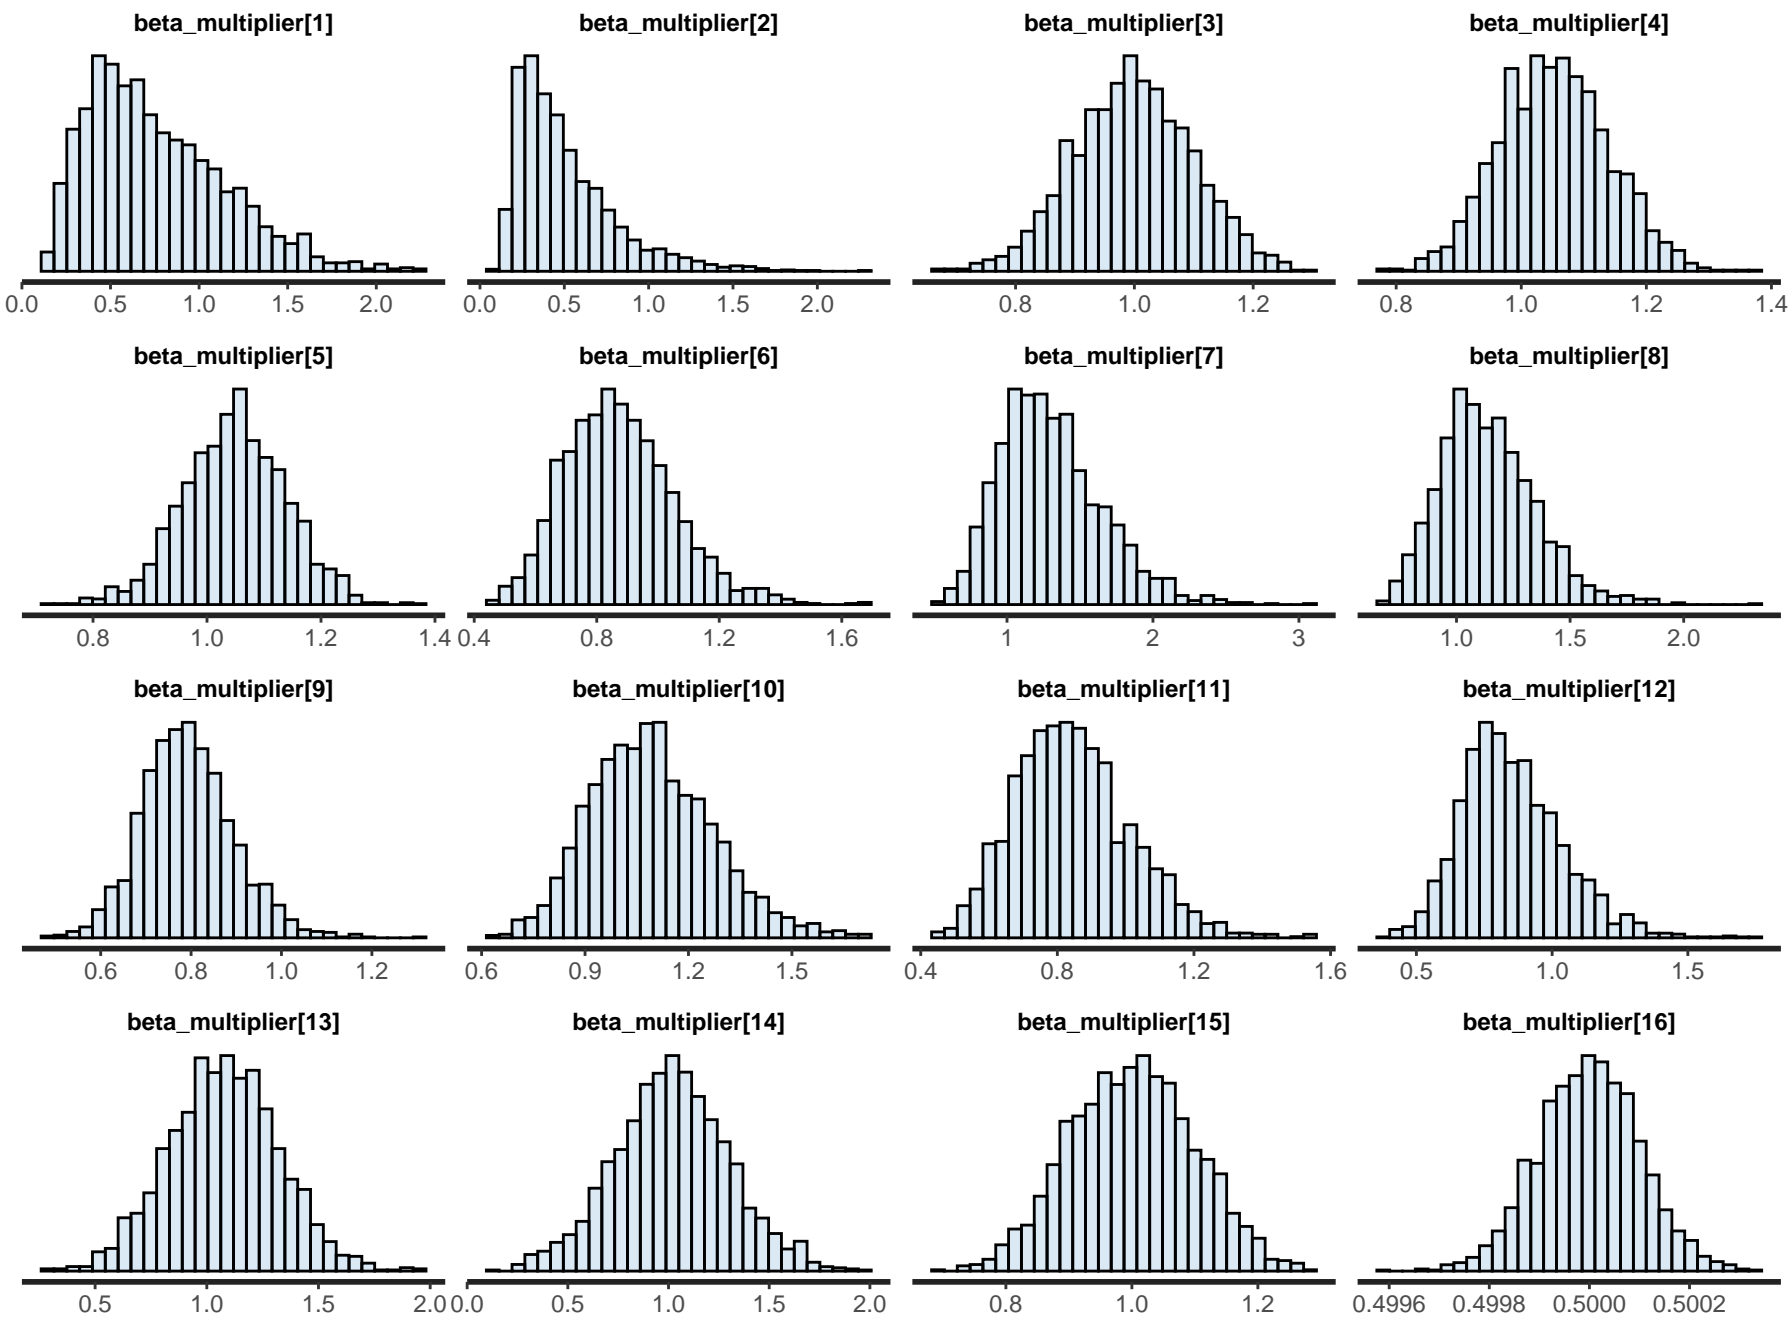 beta_multiplier[1] beta_multiplier[2] beta_multiplier[3] beta_multiplier[4]
0.0 0.5 1.0 1.5 2.0 0.0 0.5 1.0 1.5 2.0 0.8 1.0 1.2 0.8 1.0 1.2 1.4
beta_multiplier[5] beta_multiplier[6] beta_multiplier[7] beta_multiplier[8]
0.8 1.0 1.2 1.4 0.4 0.8 1.2 1.6 1 2 3 1.0 1.5 2.0
beta_multiplier[9] beta_multiplier[10] beta_multiplier[11] beta_multiplier[12]
0.6 0.8 1.0 1.2 0.6 0.9 1.2 1.5 0.4 0.8 1.2 1.6 0.5 1.0 1.5
beta_multiplier[13] beta_multiplier[14] beta_multiplier[15] beta_multiplier[16]
0.5 1.0 1.5 2.0 0.0 0.5 1.0 1.5 2.0 0.8 1.0 1.2 0.4996 0.4998 0.5000 0.5002